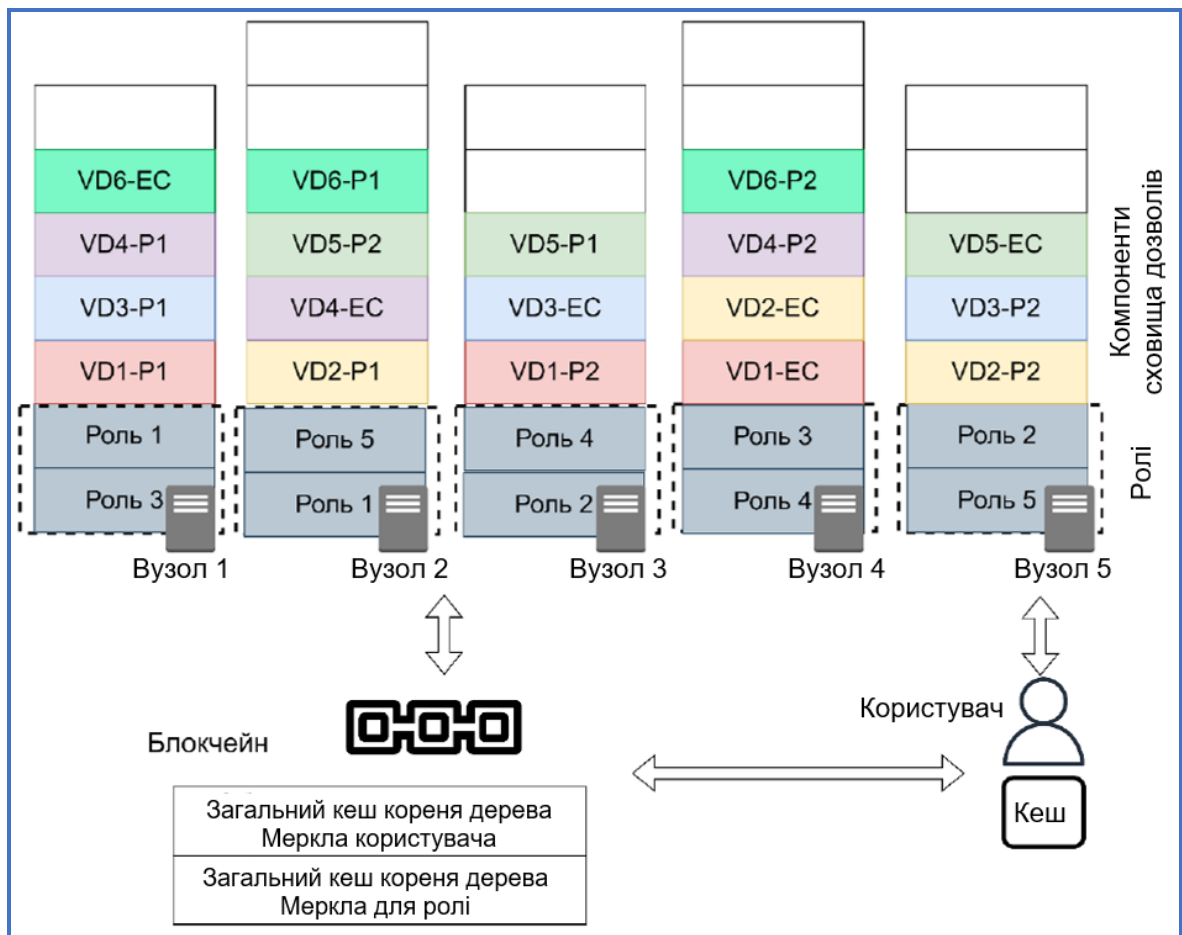 VD6-EC
VD6-P1
VD6-P2
VD4-P1
VD5-P2
VD5-P1
VD4-P2
VD5-EC
VD3-P1
VD4-EC
VD3-EC
VD2-EC
VD3-P2
VD1-P1
VD2-P1
VD1-P2
VD1-EC
VD2-P2
Компоненти
сховища дозволів
Роль 1
Роль 5
Роль 4
Роль 3
Роль 2
Роль 3
Роль 1
Роль 2
Роль 4
Роль 5
Ролі
Вузол 1
Вузол 2
Вузол 3
Вузол 4
Вузол 5
Користувач
Блокчейн
Кеш
Загальний кеш кореня дерева
Меркла користувача
Загальний кеш кореня дерева
Меркла для ролі